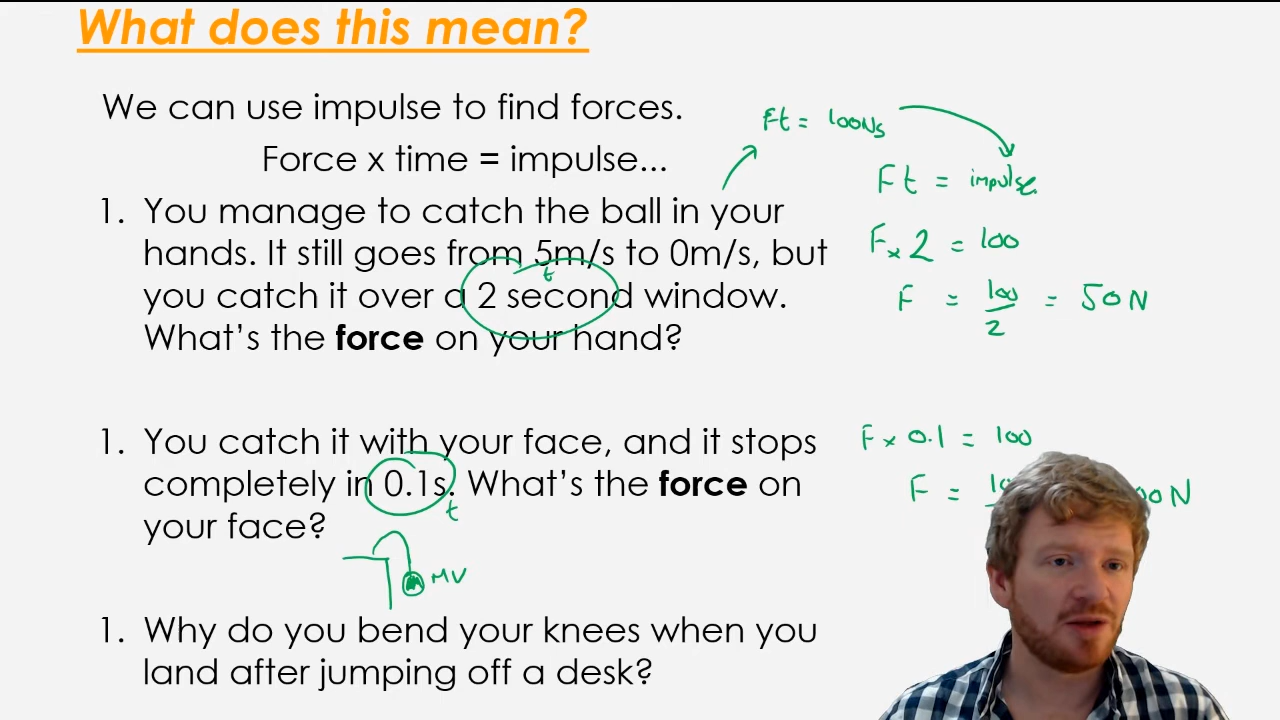 What does this mean?
We can use impulse to find forces.
Force x time = impulse...
Ft = 100Ns
Ft = impulse
1. You manage to catch the ball in your
hands. It still goes from 5m/s to 0m/s, but
you catch it over a 2 second window.
What's the force on your hand?
t
F x 2 = 100
F = 100/2 = 50N
1. You catch it with your face, and it stops
completely in 0.1s. What's the force on
your face?
t
F x 0.1 = 100
F =
MV
1. Why do you bend your knees when you
land after jumping off a desk?